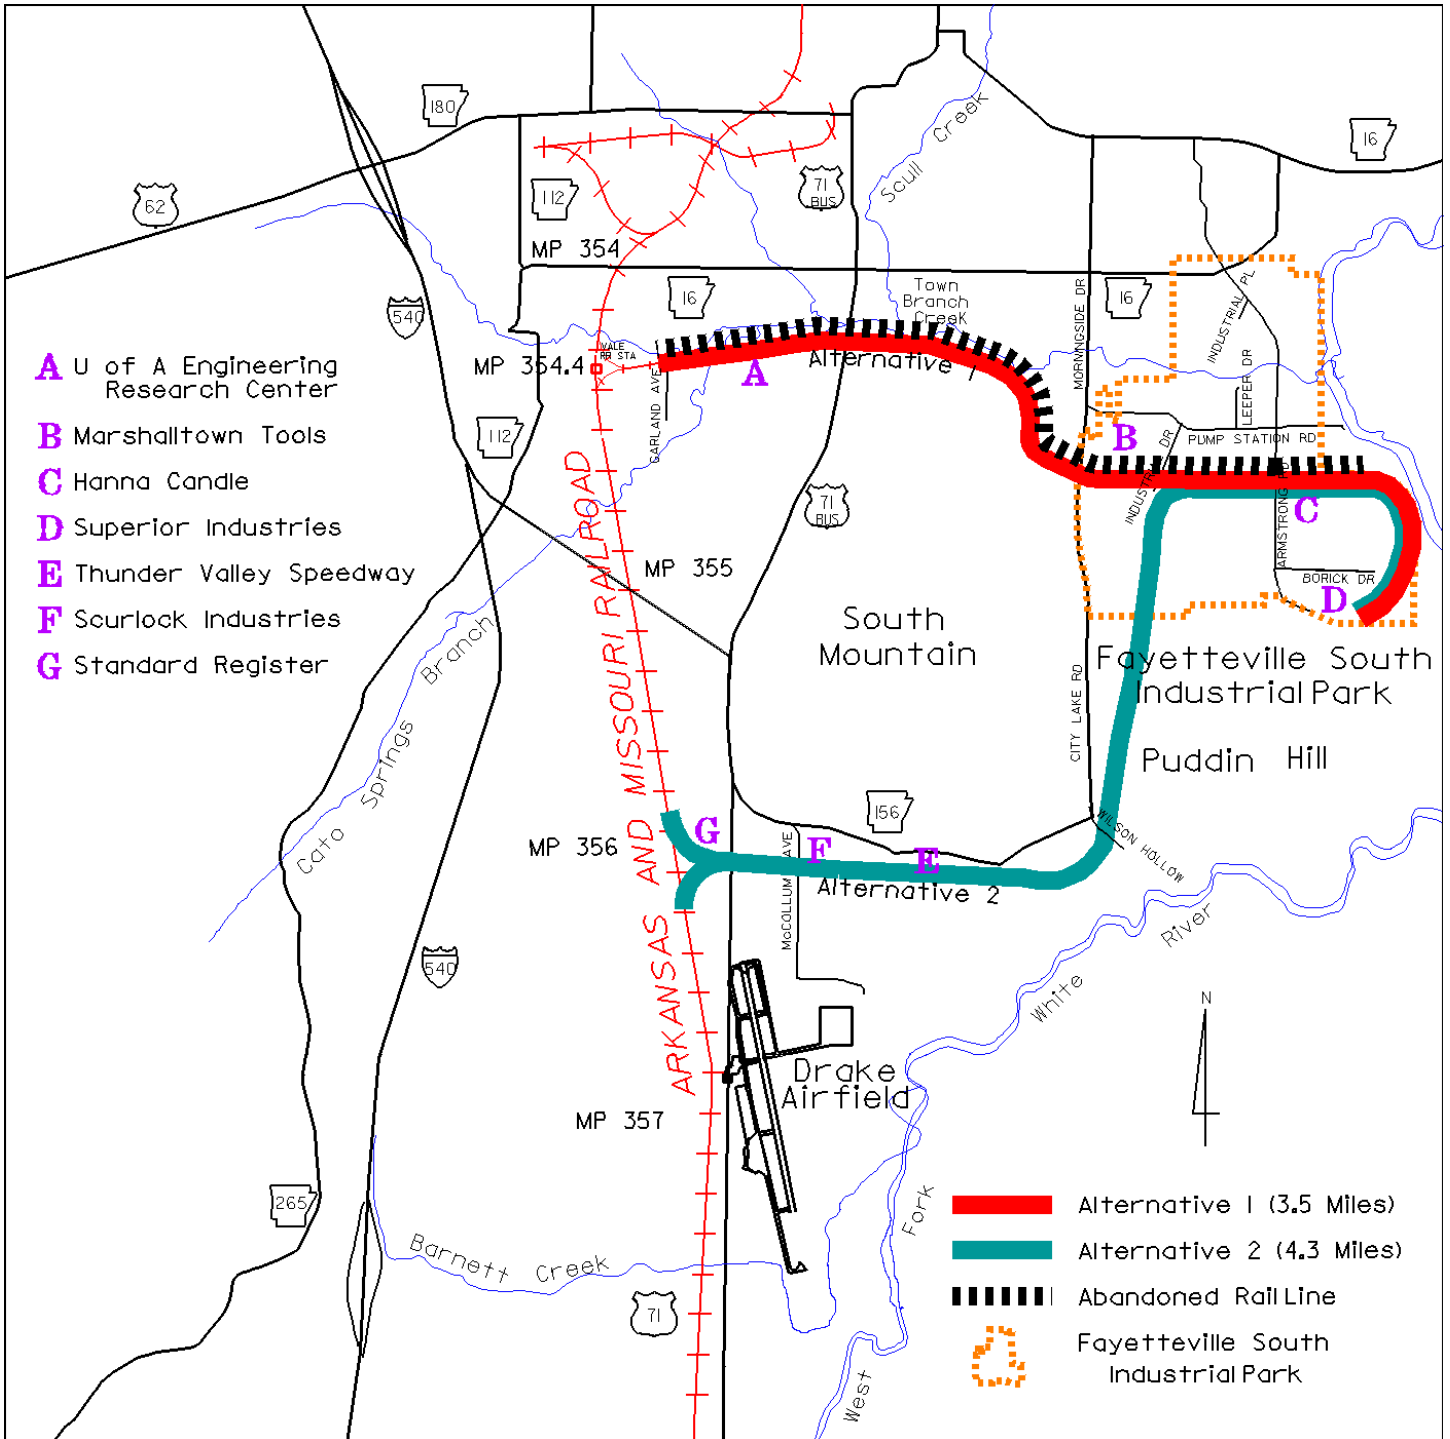 180
16
62
112
71
BUS
Scull Creek
MP 354
540
16
Town
Branch
Creek
16
MORNINGSIDE DR
INDUSTRIAL PL
LEEPER DR
VALE
RR STA
MP 354.4
GARLAND AVE
Alternative 1
A
A U of A Engineering
Research Center
B Marshalltown Tools
C Hanna Candle
D Superior Industries
E Thunder Valley Speedway
F Scurlock Industries
G Standard Register
112
B
PUMP STATION RD
INDUSTRIAL DR
ARMSTRONG RD
C
71
BUS
MP 355
BORICK DR
D
South
Mountain
Fayetteville South
Industrial Park
CITY LAKE RD
Puddin Hill
Cato Springs Branch
ARKANSAS AND MISSOURI RAILROAD
156
WILSON HOLLOW
G
F
E
MP 356
Alternative 2
McCOLLUM AVE
540
West Fork White River
N
Drake
Airfield
MP 357
265
Barnett Creek
71
Alternative 1 (3.5 Miles)
Alternative 2 (4.3 Miles)
Abandoned Rail Line
Fayetteville South
Industrial Park